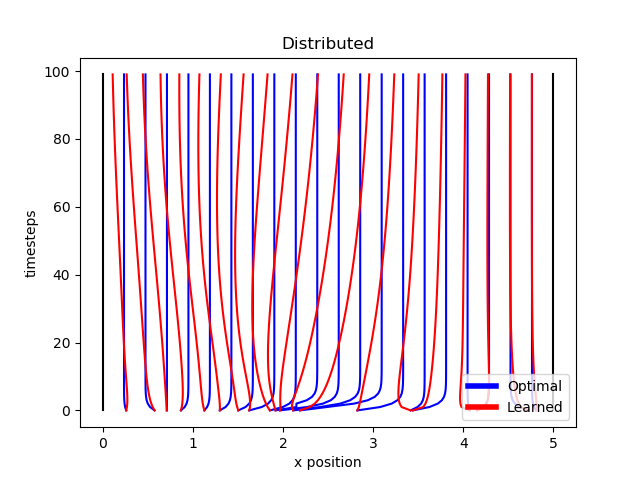 Distributed
100
80
60
40
20
0
timesteps
0 1 2 3 4 5
x position
Optimal
Learned